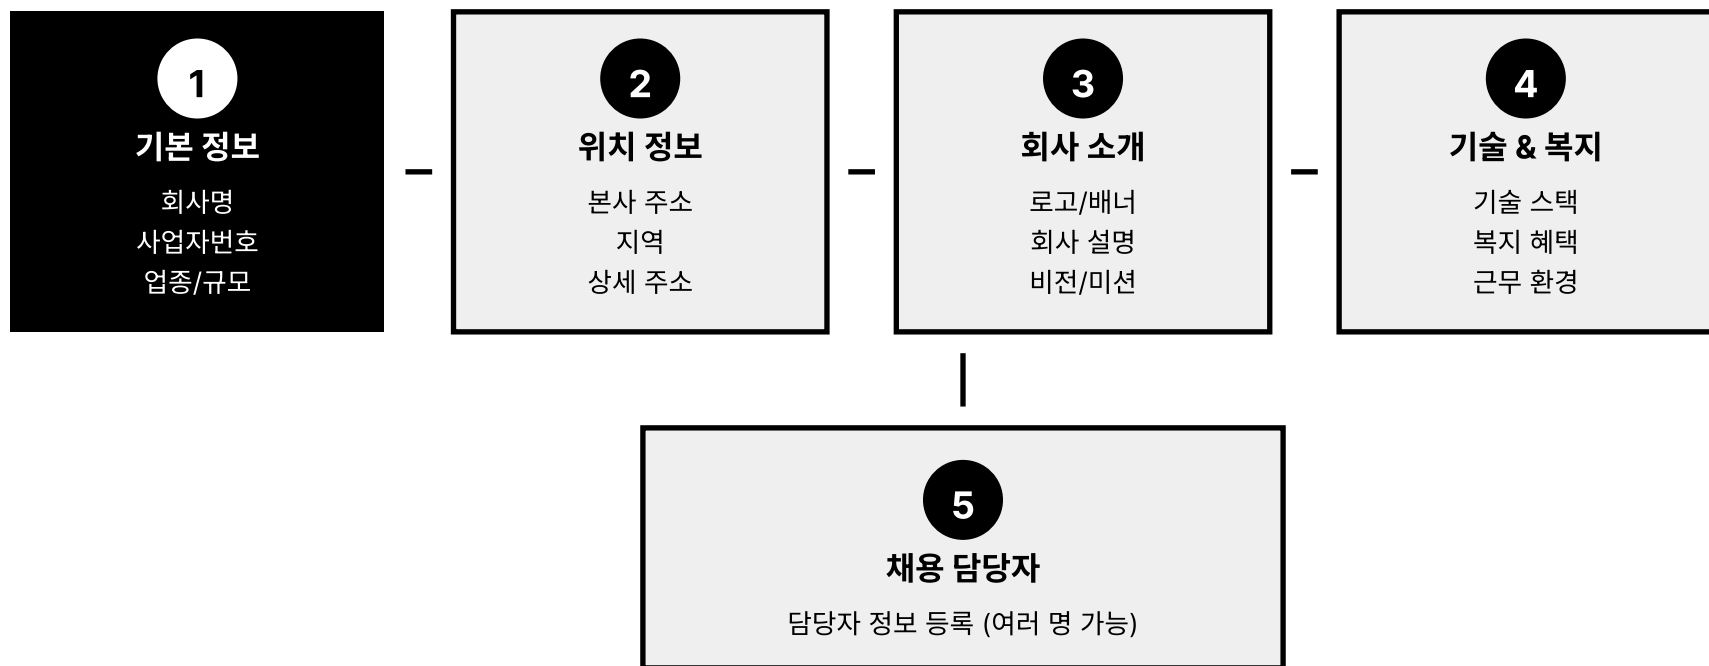 1
기본 정보
회사명
사업자번호
업종/규모
2
위치 정보
본사 주소
지역
상세 주소
3
회사 소개
로고/배너
회사 설명
비전/미션
4
기술 & 복지
기술 스택
복지 혜택
근무 환경
5
채용 담당자
담당자 정보 등록 (여러 명 가능)